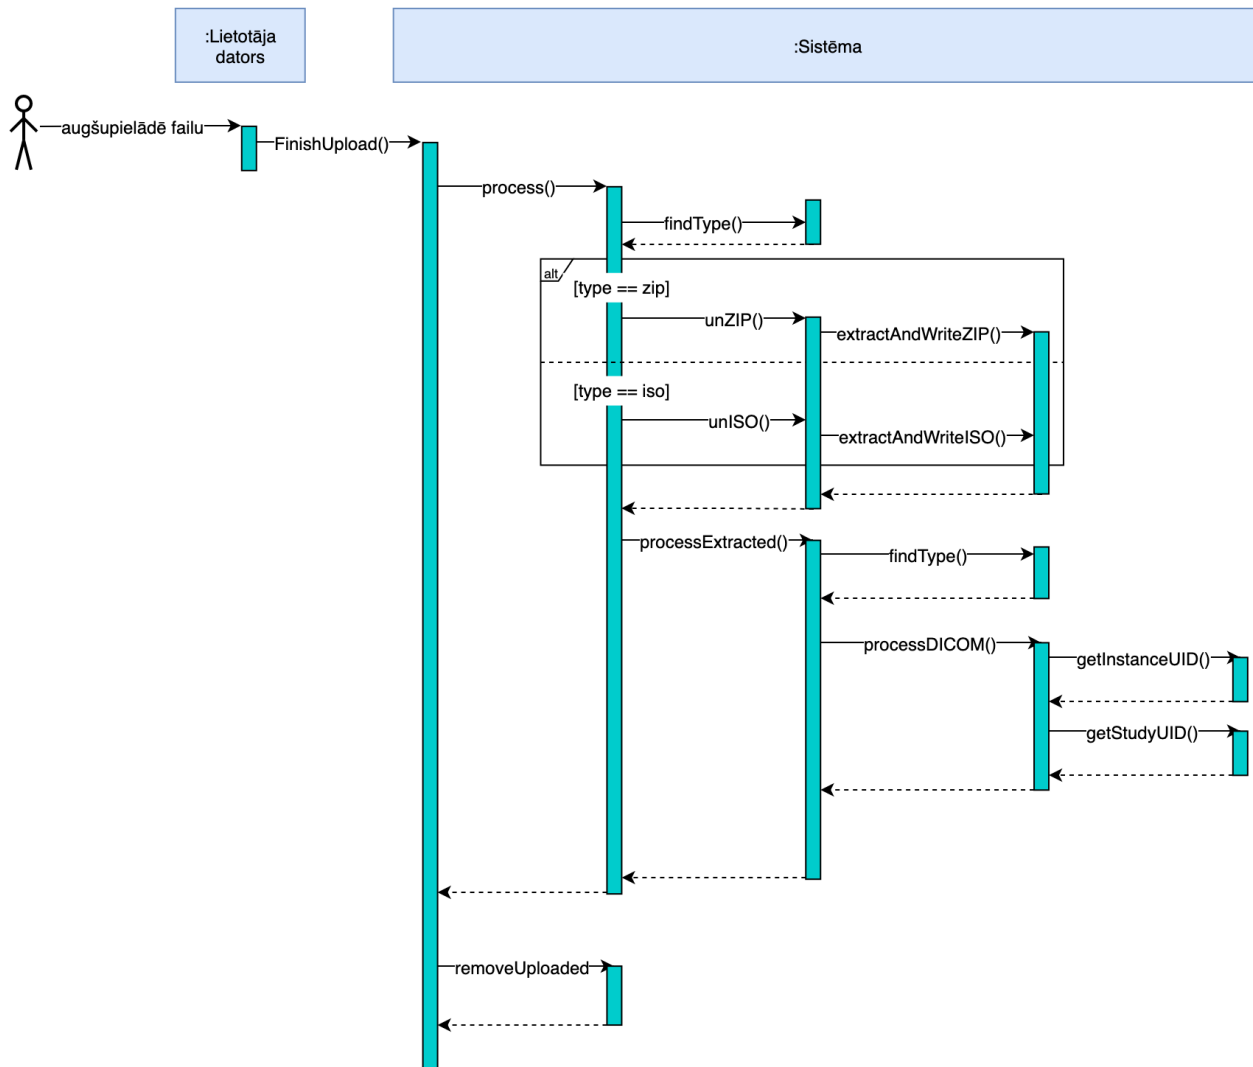 :Lietotāja
dators
:Sistēma
augšupielādē failu
FinishUpload()
process()
findType()
alt
[type == zip]
unZIP()
extractAndWriteZIP()
[type == iso]
unISO()
extractAndWriteISO()
processExtracted()
findType()
processDICOM()
getInstanceUID()
getStudyUID()
removeUploaded